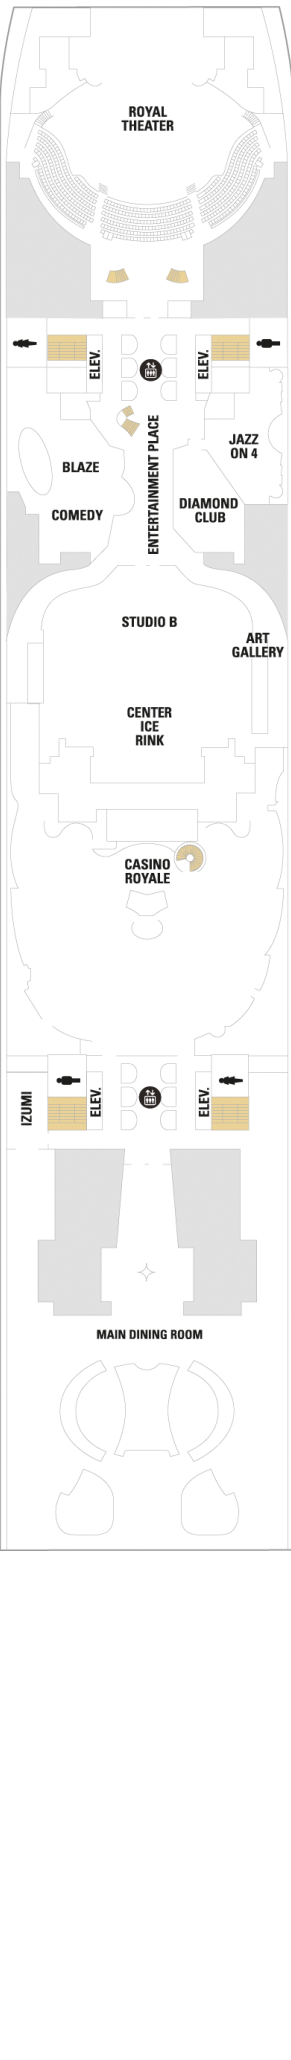 ROYAL
THEATER
ELEV.
ELEV.
ENTERTAINMENT PLACE
JAZZ
ON 4
BLAZE
COMEDY
DIAMOND
CLUB
STUDIO B
ART
GALLERY
CENTER
ICE
RINK
CASINO
ROYALE
IZUMI
ELEV.
ELEV.
MAIN DINING ROOM